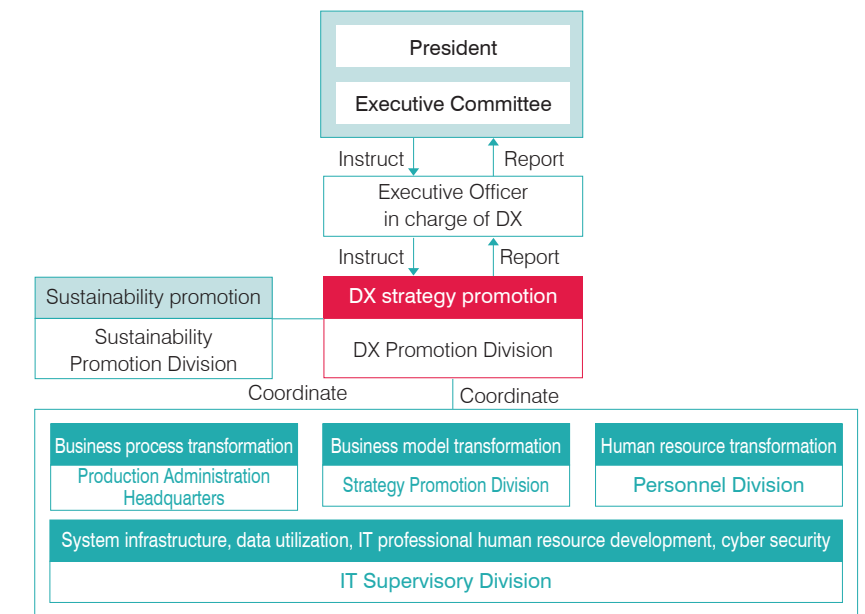 President
Executive Committee
Instruct
Report
Executive Officer
in charge of DX
Instruct
Report
Sustainability promotion
Sustainability
Promotion Division
DX strategy promotion
DX Promotion Division
Coordinate
Coordinate
Business process transformation
Production Administration
Headquarters
Business model transformation
Strategy Promotion Division
Human resource transformation
Personnel Division
System infrastructure, data utilization, IT professional human resource development, cyber security
IT Supervisory Division